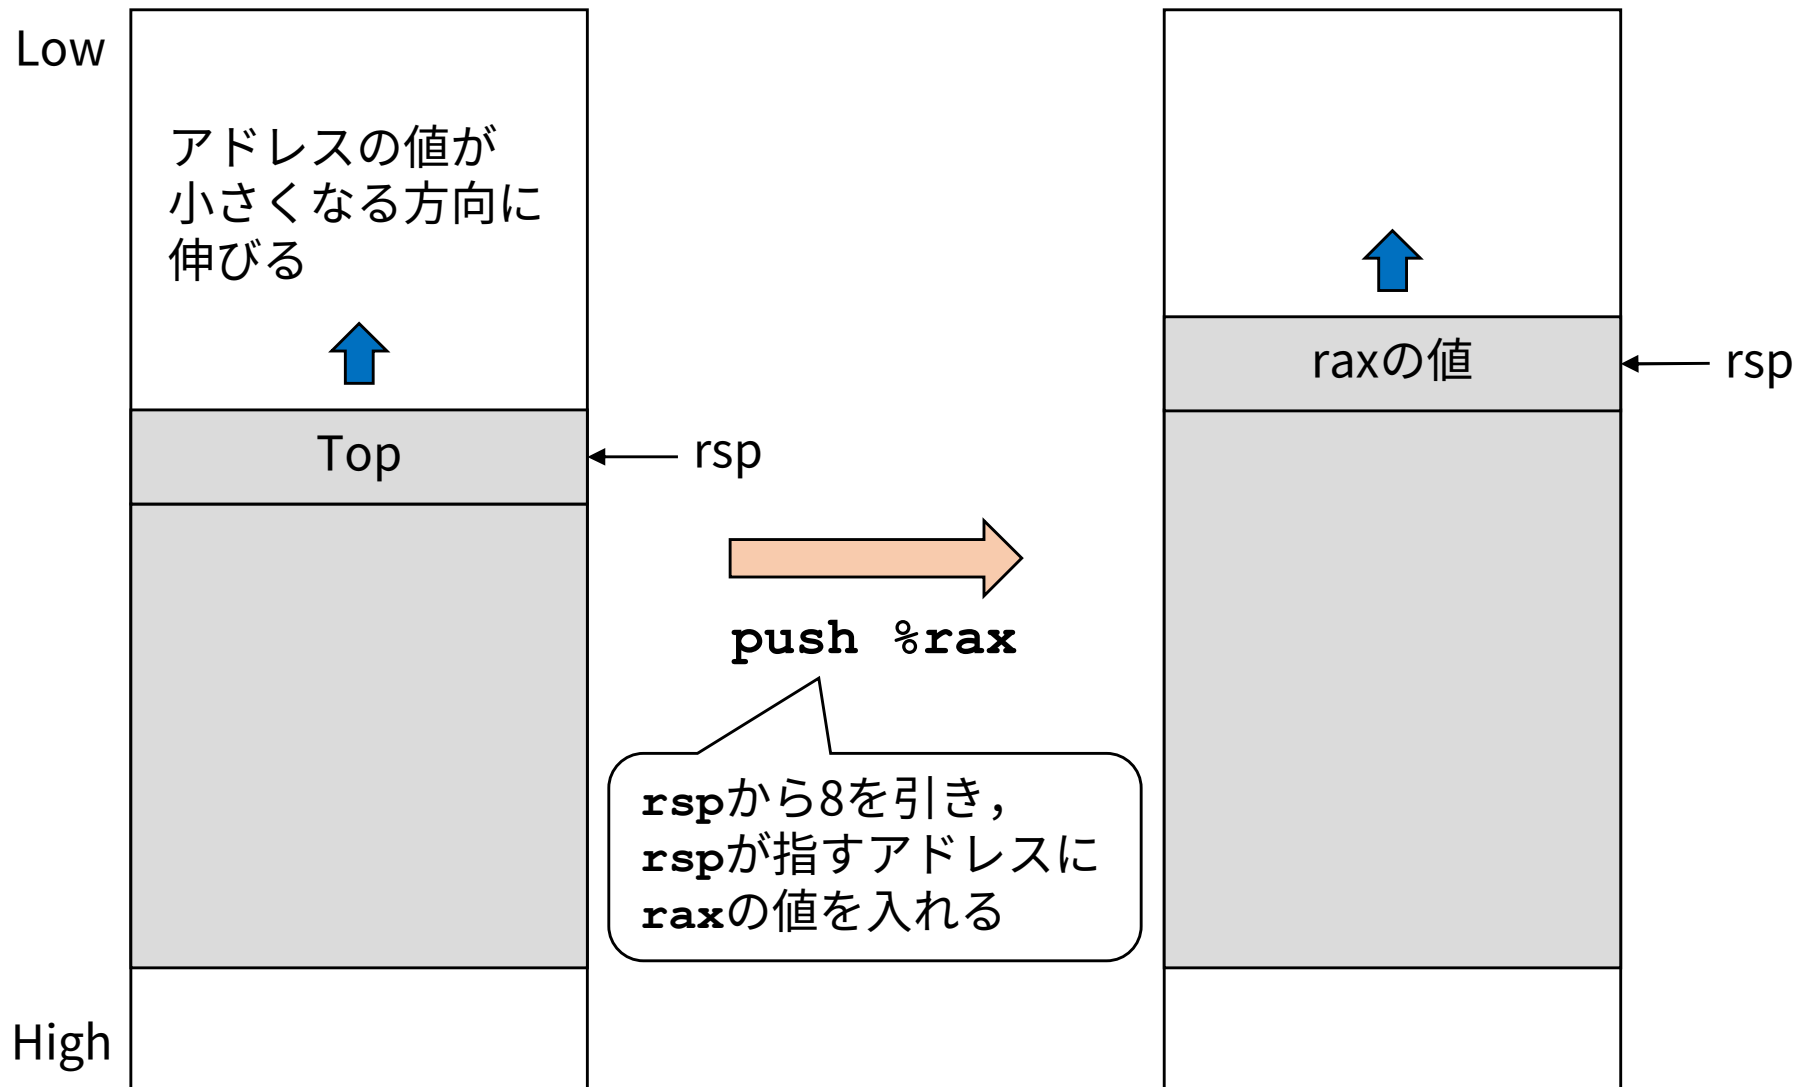 Low
アドレスの値が
小さくなる方向に
伸びる
Top
rsp
High
push %rax
rspから8を引き，
rspが指すアドレスに
raxの値を入れる
raxの値
rsp